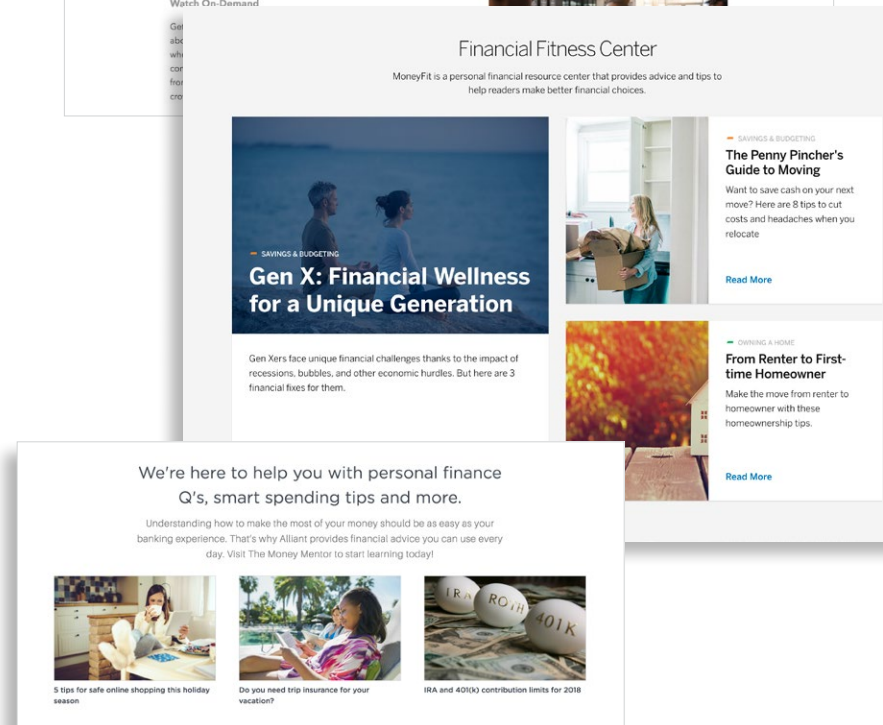 Watch On-Demand
Financial Fitness Center
MoneyFit is a personal financial resource center that provides advice and tips to
help readers make better financial choices.
SAVINGS & BUDGETING
Gen X: Financial Wellness
for a Unique Generation
Gen Xers face unique financial challenges thanks to the impact of
recessions, bubbles, and other economic hurdles. But here are 3
financial fixes for them.
SAVINGS & BUDGETING
The Penny Pincher's
Guide to Moving
Want to save cash on your next
move? Here are 8 tips to cut
costs and headaches when you
relocate
Read More
OWNING A HOME
From Renter to First-
time Homeowner
Make the move from renter to
homeowner with these
homeownership tips.
Read More
We're here to help you with personal finance
Q's, smart spending tips and more.
Understanding how to make the most of your money should be as easy as your
banking experience. That's why Alliant provides financial advice you can use every
day. Visit The Money Mentor to start learning today!
IRA
ROTH
401K
5 tips for safe online shopping this holiday
season
Do you need trip insurance for your
vacation?
IRA and 401(k) contribution limits for 2018